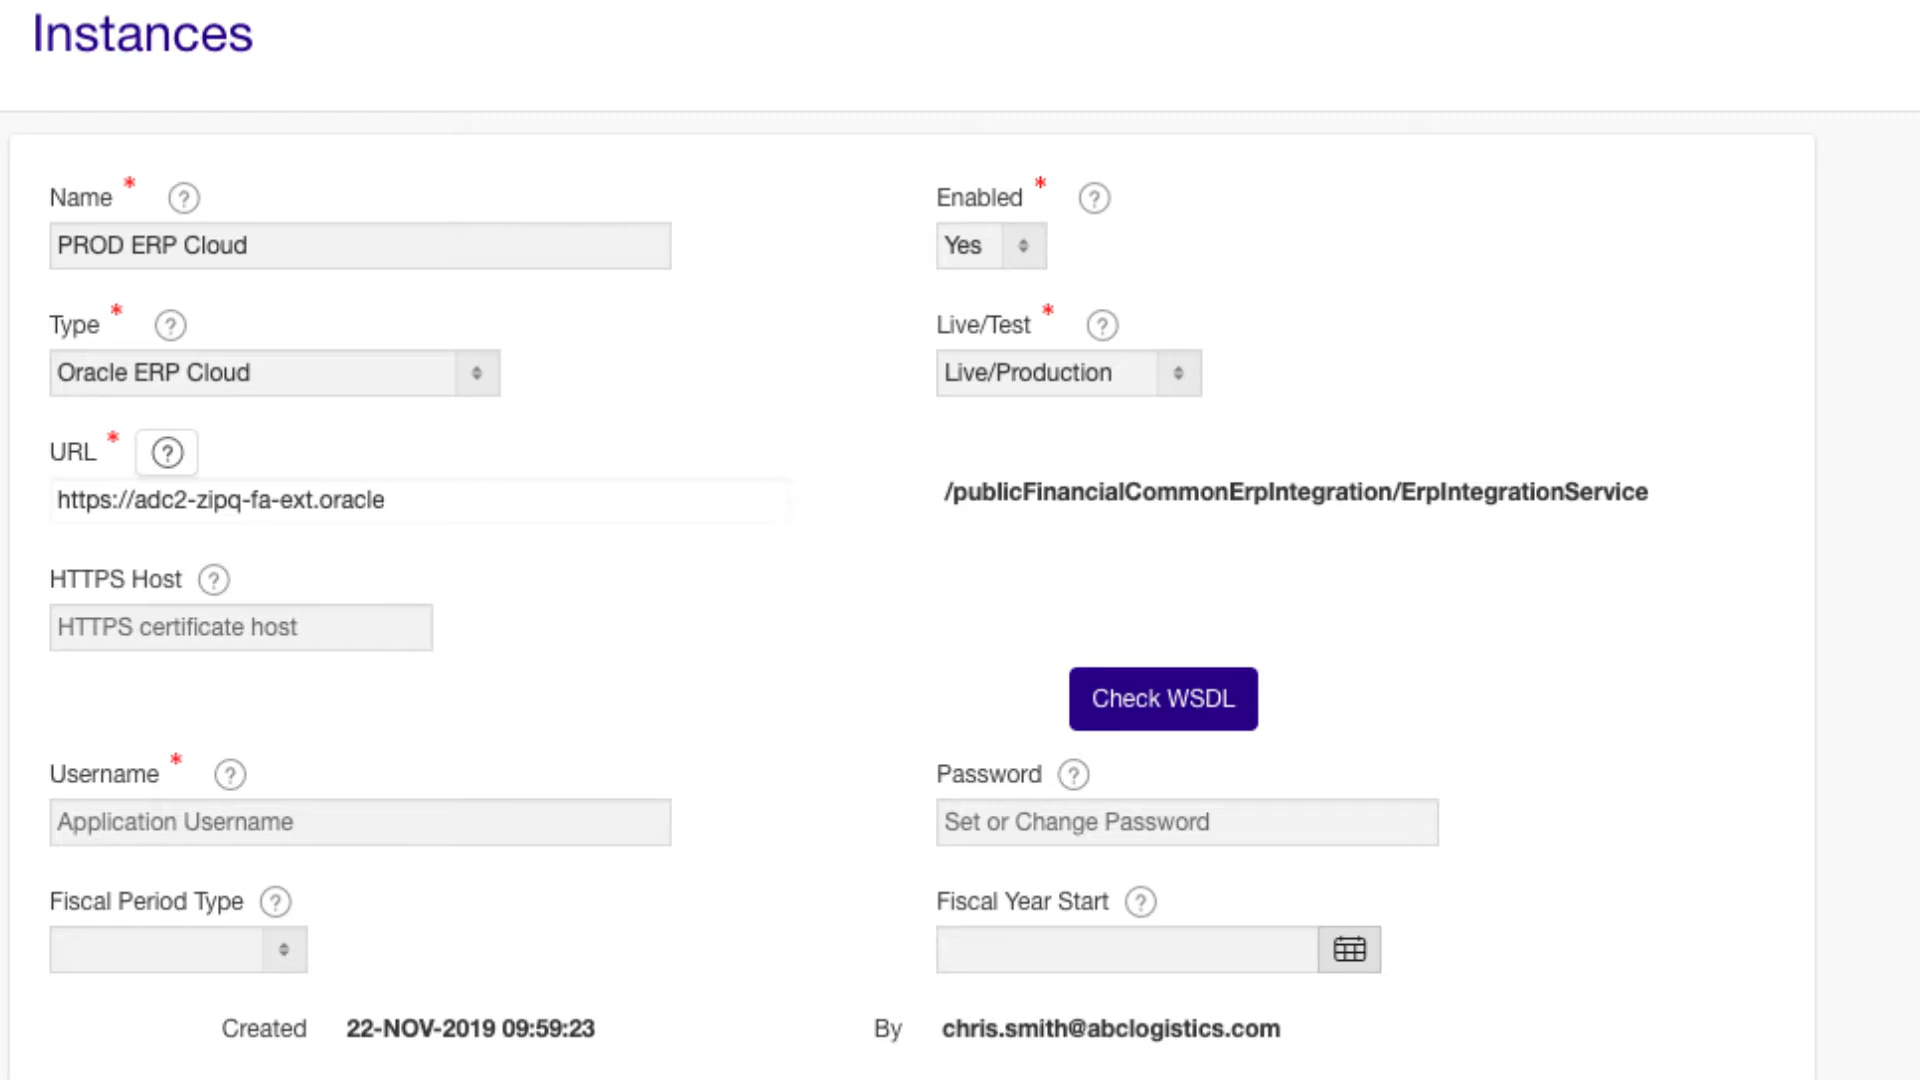 Instances
Name * ?
Enabled * ?
PROD ERP Cloud
Yes
Type * ?
Live/Test * ?
Oracle ERP Cloud
Live/Production
URL * ?
https://adc2-zipq-fa-ext.oracle
/publicFinancialCommonErpIntegration/ErpIntegrationService
HTTPS Host ?
HTTPS certificate host
Check WSDL
Username * ?
Password ?
Application Username
Set or Change Password
Fiscal Period Type ?
Fiscal Year Start ?
Created 22-NOV-2019 09:59:23
By chris.smith@abclogistics.com